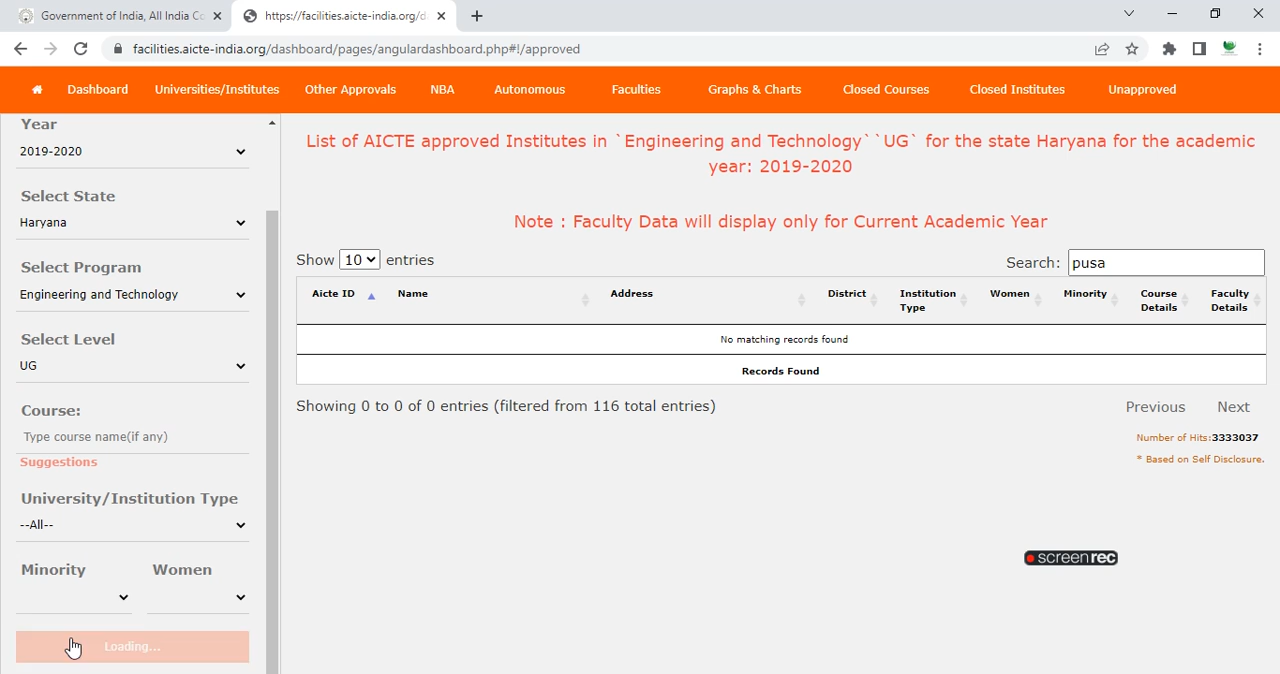 Government of India, All India Co
https://facilities.aicte-india.org/d
facilities.aicte-india.org/dashboard/pages/angulardashboard.php#!/approved
Dashboard Universities/Institutes Other Approvals NBA Autonomous Faculties Graphs & Charts Closed Courses Closed Institutes Unapproved
Year
2019-2020
Select State
Haryana
Select Program
Engineering and Technology
Select Level
UG
Course:
Type course name(if any)
Suggestions
University/Institution Type
--All--
Minority Women
Loading...
List of AICTE approved Institutes in `Engineering and Technology` `UG` for the state Haryana for the academic
year: 2019-2020
Note : Faculty Data will display only for Current Academic Year
Show 10 entries
Search: pusa
Aicte ID Name Address District Institution Type Women Minority Course Details Faculty Details
No matching records found
Records Found
Showing 0 to 0 of 0 entries (filtered from 116 total entries)
Previous Next
Number of Hits:3333037
* Based on Self Disclosure.
screenrec